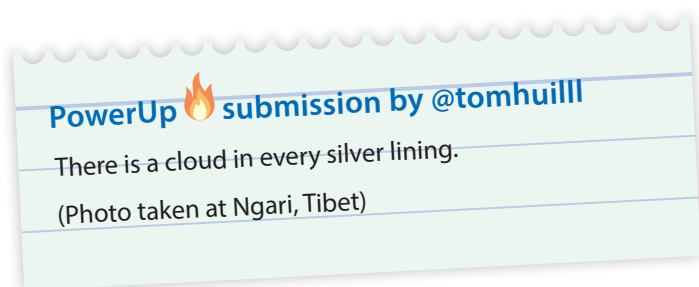 PowerUp🔥submission by @tomhuilll
There is a cloud in every silver lining.
(Photo taken at Ngari, Tibet)